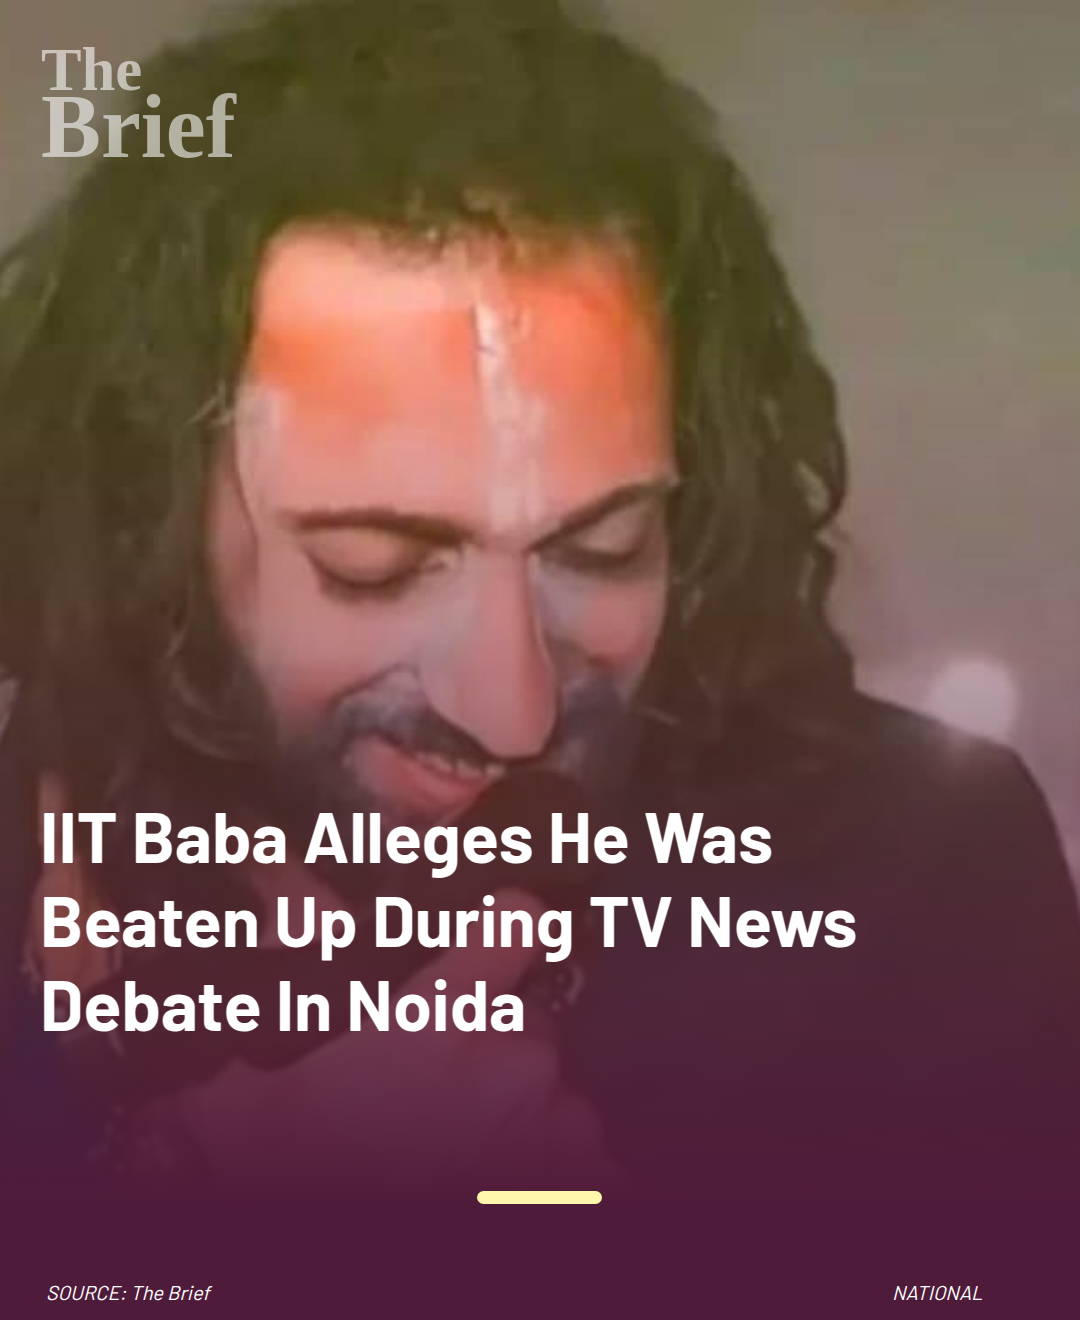 The
Brief
IIT Baba Alleges He Was
Beaten Up During TV News
Debate In Noida
SOURCE: The Brief
NATIONAL